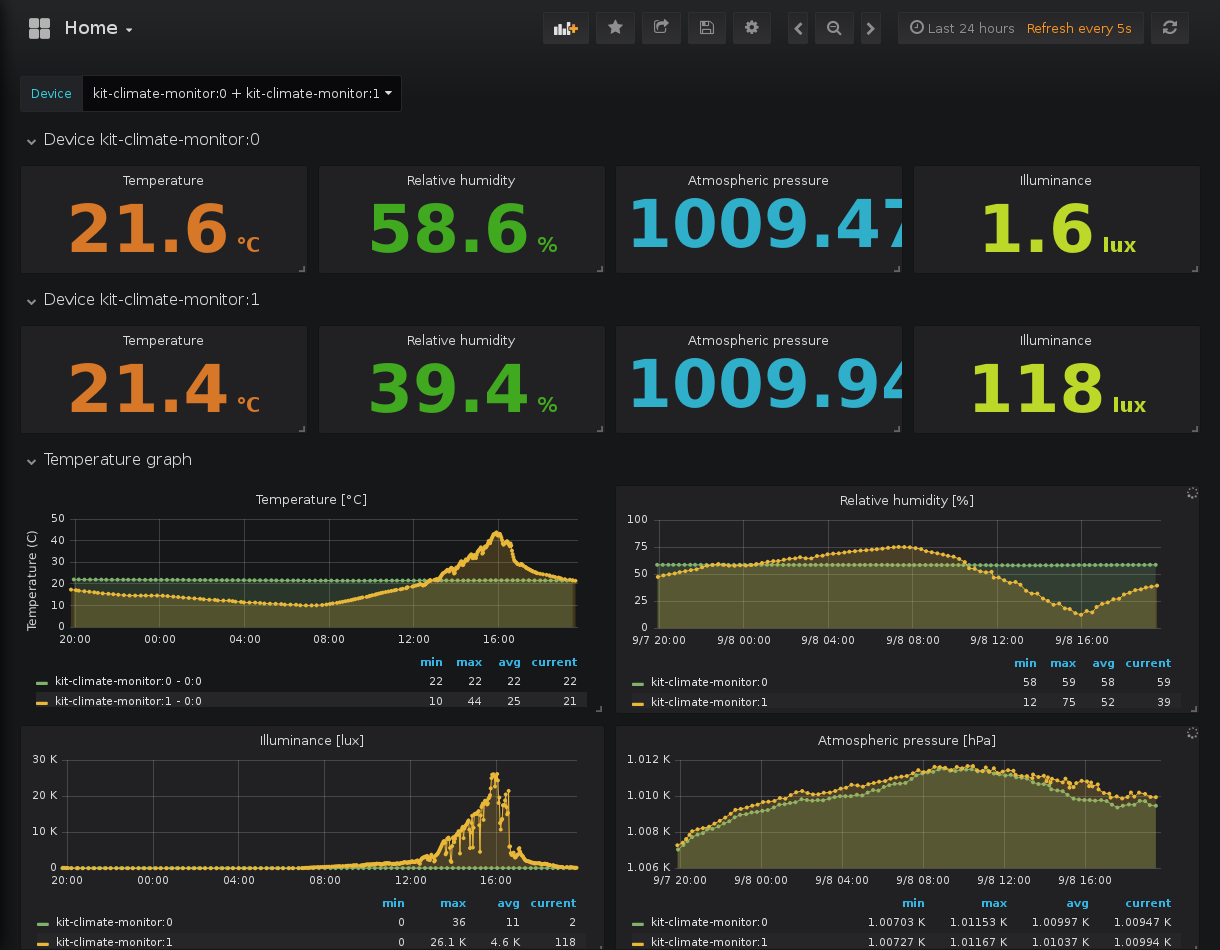 Home
Last 24 hours Refresh every 5s
Device kit-climate-monitor:0 + kit-climate-monitor:1
Device kit-climate-monitor:0
Temperature Relative humidity Atmospheric pressure Illuminance
21.6 °C 58.6 % 1009.47 1.6 lux
Device kit-climate-monitor:1
Temperature Relative humidity Atmospheric pressure Illuminance
21.4 °C 39.4 % 1009.94 118 lux
Temperature graph
Temperature [°C]
Temperature (C)
50
40
30
20
10
0
20:00 00:00 04:00 08:00 12:00 16:00
min max avg current
kit-climate-monitor:0 - 0:0 22 22 22 22
kit-climate-monitor:1 - 0:0 10 44 25 21
Relative humidity [%]
100
75
50
25
0
9/7 20:00 9/8 00:00 9/8 04:00 9/8 08:00 9/8 12:00 9/8 16:00
min max avg current
kit-climate-monitor:0 58 59 58 59
kit-climate-monitor:1 12 75 52 39
Illuminance [lux]
30 K
20 K
10 K
0
20:00 00:00 04:00 08:00 12:00 16:00
min max avg current
kit-climate-monitor:0 0 36 11 2
kit-climate-monitor:1 0 26.1 K 4.6 K 118
Atmospheric pressure [hPa]
1.012 K
1.010 K
1.008 K
1.006 K
9/7 20:00 9/8 00:00 9/8 04:00 9/8 08:00 9/8 12:00 9/8 16:00
min max avg current
kit-climate-monitor:0 1.00703 K 1.01153 K 1.00997 K 1.00947 K
kit-climate-monitor:1 1.00727 K 1.01167 K 1.01037 K 1.00994 K